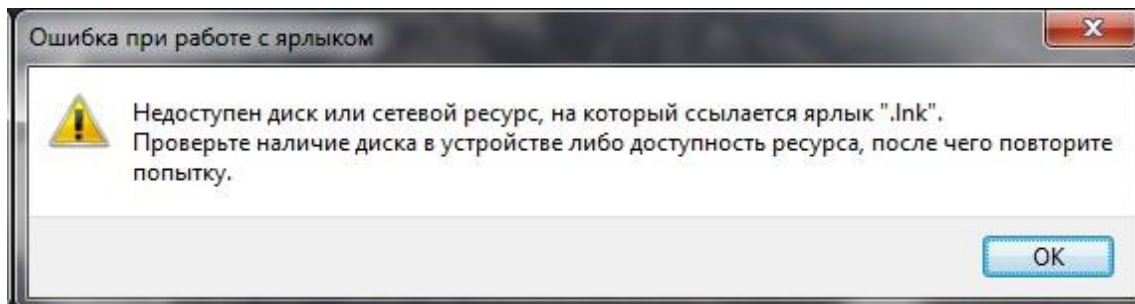 Ошибка при работе с ярлыком
Недоступен диск или сетевой ресурс, на который ссылается ярлык ".lnk".
Проверьте наличие диска в устройстве либо доступность ресурса, после чего повторите
попытку.
OK